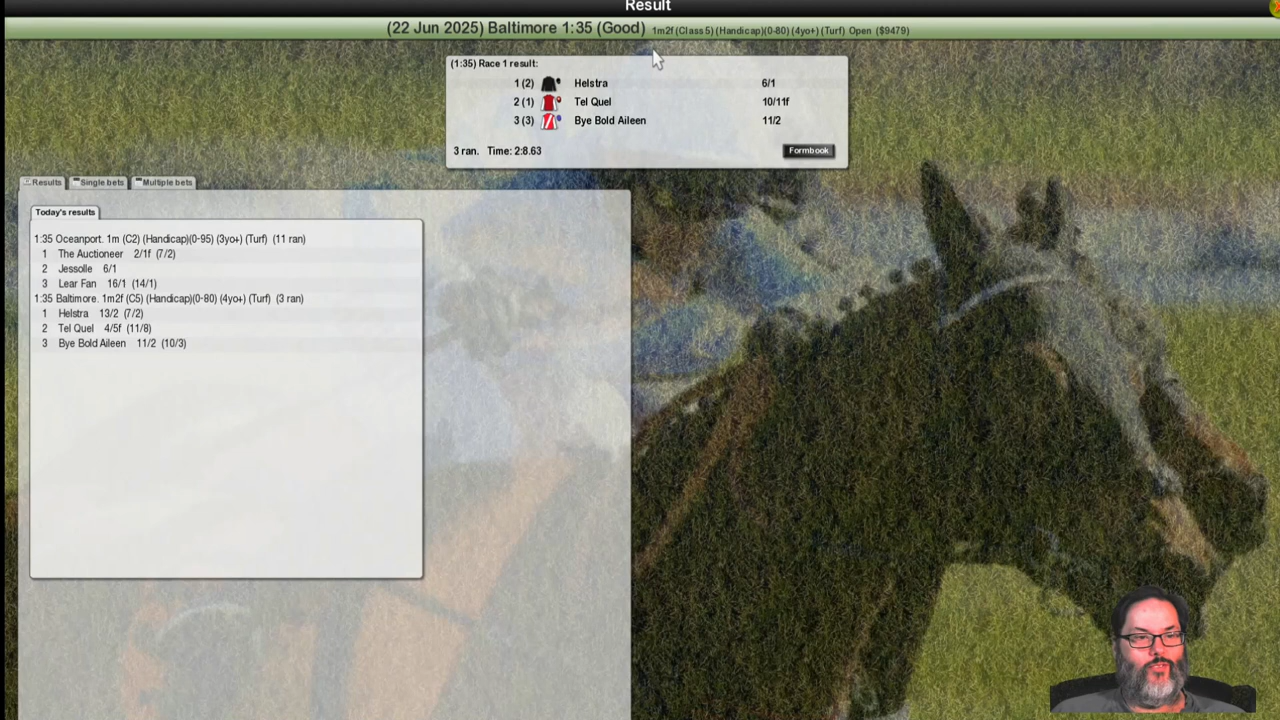 Result
(22 Jun 2025) Baltimore 1:35 (Good) 1m2f (Class 5) (Handicap)(0-80) (4yo+) (Turf) Open ($9479)
(1:35) Race 1 result:
1 (2) Helstra 6/1
2 (1) Tel Quel 10/11f
3 (3) Bye Bold Aileen 11/2
3 ran. Time: 2:8.63
Formbook
Results Single bets Multiple bets
Today's results
1:35 Oceanport. 1m (C2) (Handicap)(0-95) (3yo+) (Turf) (11 ran)
1 The Auctioneer 2/1f (7/2)
2 Jessolle 6/1
3 Lear Fan 16/1 (14/1)
1:35 Baltimore. 1m2f (C5) (Handicap)(0-80) (4yo+) (Turf) (3 ran)
1 Helstra 13/2 (7/2)
2 Tel Quel 4/5f (11/8)
3 Bye Bold Aileen 11/2 (10/3)